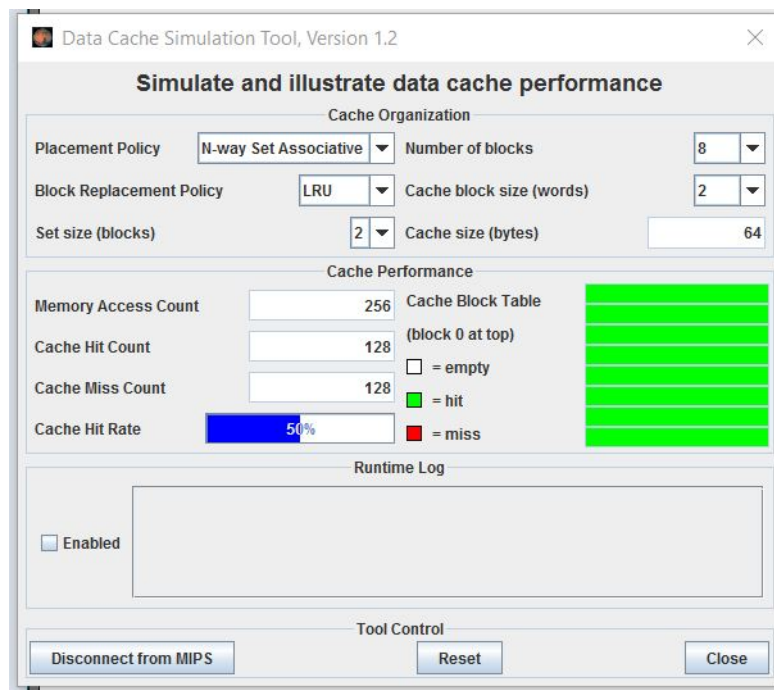 Data Cache Simulation Tool, Version 1.2
Simulate and illustrate data cache performance
Cache Organization
Placement Policy N-way Set Associative Number of blocks 8
Block Replacement Policy LRU Cache block size (words) 2
Set size (blocks) 2 Cache size (bytes) 64
Cache Performance
Memory Access Count 256 Cache Block Table
(block 0 at top)
Cache Hit Count 128
= empty
Cache Miss Count 128
= hit
Cache Hit Rate 50% = miss
Runtime Log
Enabled
Tool Control
Disconnect from MIPS Reset Close